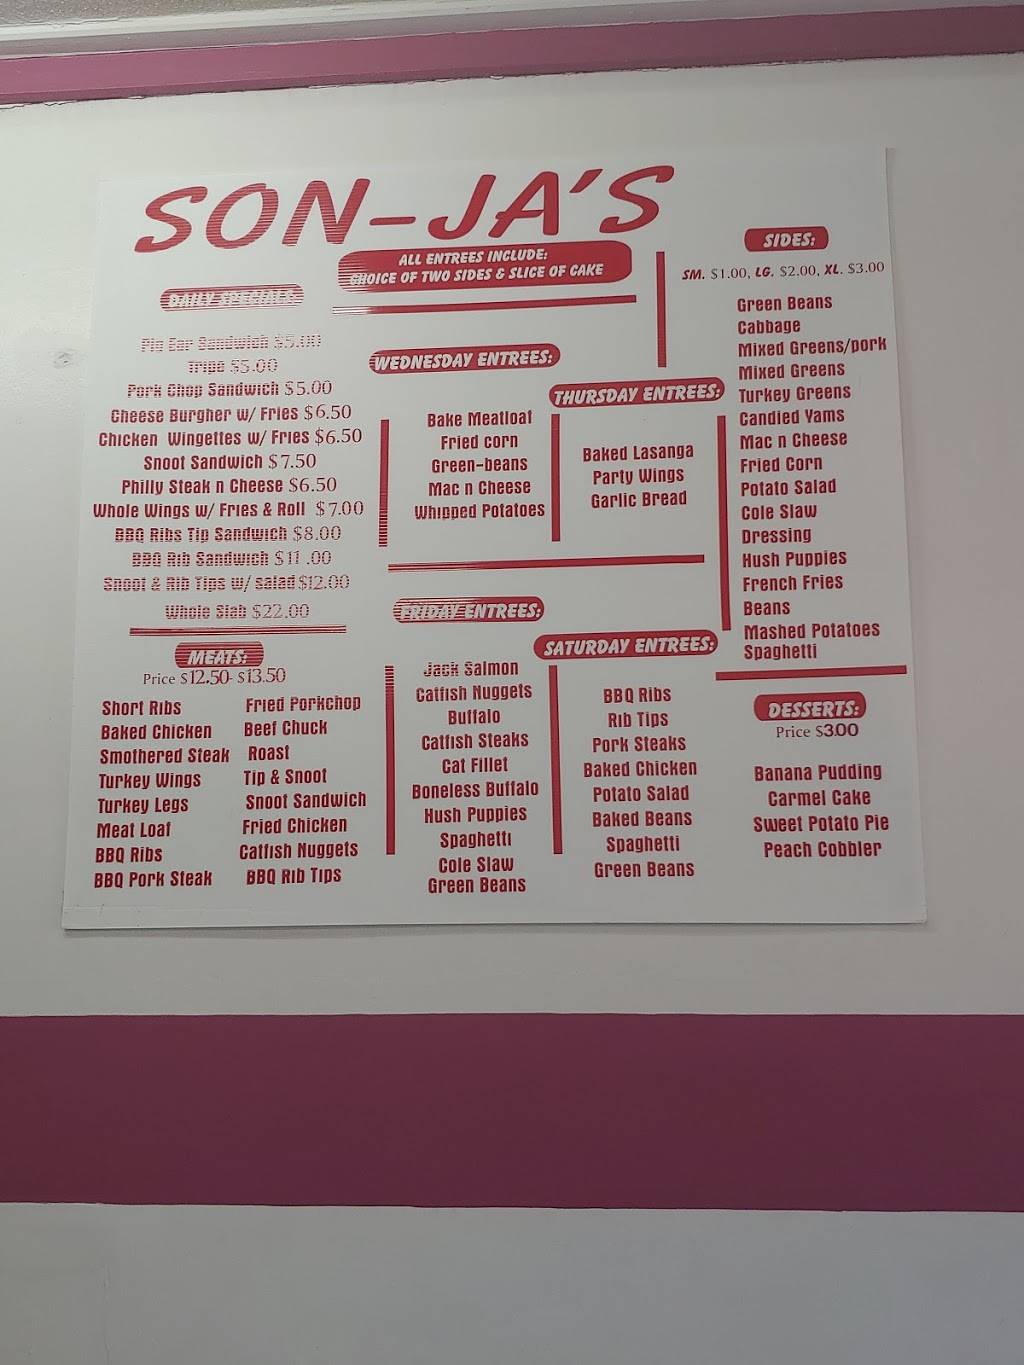 SON-JA'S
ALL ENTREES INCLUDE:
CHOICE OF TWO SIDES & SLICE OF CAKE
DAILY SPECIALS:
Pig Ear Sandwich $5.00
Tripe $5.00
Pork Chop Sandwich $5.00
Cheese Burgher w/ Fries $6.50
Chicken Wingettes w/ Fries $6.50
Snoot Sandwich $7.50
Philly Steak n Cheese $6.50
Whole Wings w/ Fries & Roll $7.00
BBQ Ribs Tip Sandwich $8.00
BBQ Rib Sandwich $11.00
Snoot & Rib Tips w/ salad $12.00
Whole Slab $22.00
MEATS:
Price $12.50-$13.50
Short Ribs
Baked Chicken
Smothered Steak
Turkey Wings
Turkey Legs
Meat Loaf
BBQ Ribs
BBQ Pork Steak
Fried Porkchop
Beef Chuck
Roast
Tip & Snoot
Snoot Sandwich
Fried Chicken
Catfish Nuggets
BBQ Rib Tips
WEDNESDAY ENTREES:
Bake Meatloaf
Fried corn
Green-beans
Mac n Cheese
Whipped Potatoes
THURSDAY ENTREES:
Baked Lasanga
Party Wings
Garlic Bread
FRIDAY ENTREES:
Jack Salmon
Catfish Nuggets
Buffalo
Catfish Steaks
Cat Fillet
Boneless Buffalo
Hush Puppies
Spaghetti
Cole Slaw
Green Beans
SATURDAY ENTREES:
BBQ Ribs
Rib Tips
Pork Steaks
Baked Chicken
Potato Salad
Baked Beans
Spaghetti
Green Beans
SIDES:
SM. $1.00, LG. $2.00, XL. $3.00
Green Beans
Cabbage
Mixed Greens/pork
Mixed Greens
Turkey Greens
Candied Yams
Mac n Cheese
Fried Corn
Potato Salad
Cole Slaw
Dressing
Hush Puppies
French Fries
Beans
Mashed Potatoes
Spaghetti
DESSERTS:
Price $3.00
Banana Pudding
Carmel Cake
Sweet Potato Pie
Peach Cobbler